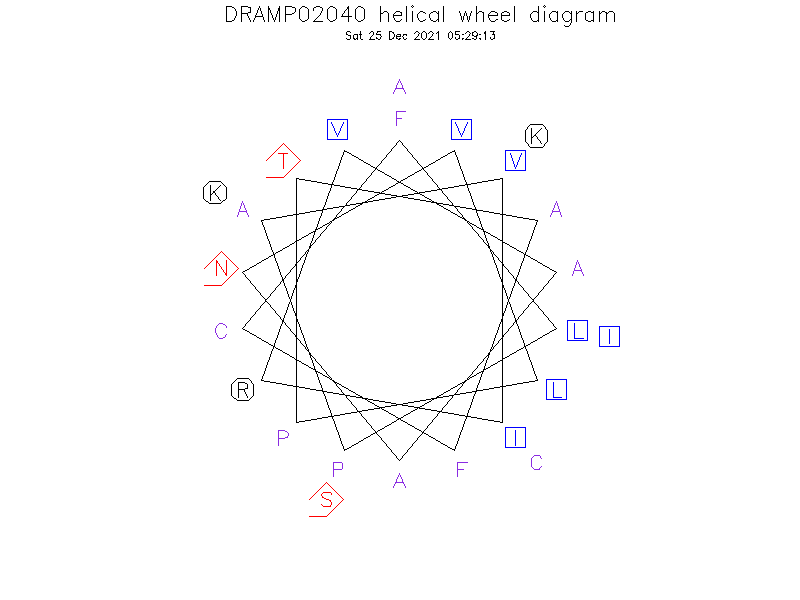 DRAMP02040 helical wheel diagram
Sat 25 Dec 2021 05:29:13
A
F
V
V
K
T
V
K
A
A
N
A
C
L
I
R
L
P
I
P
F
C
A
S